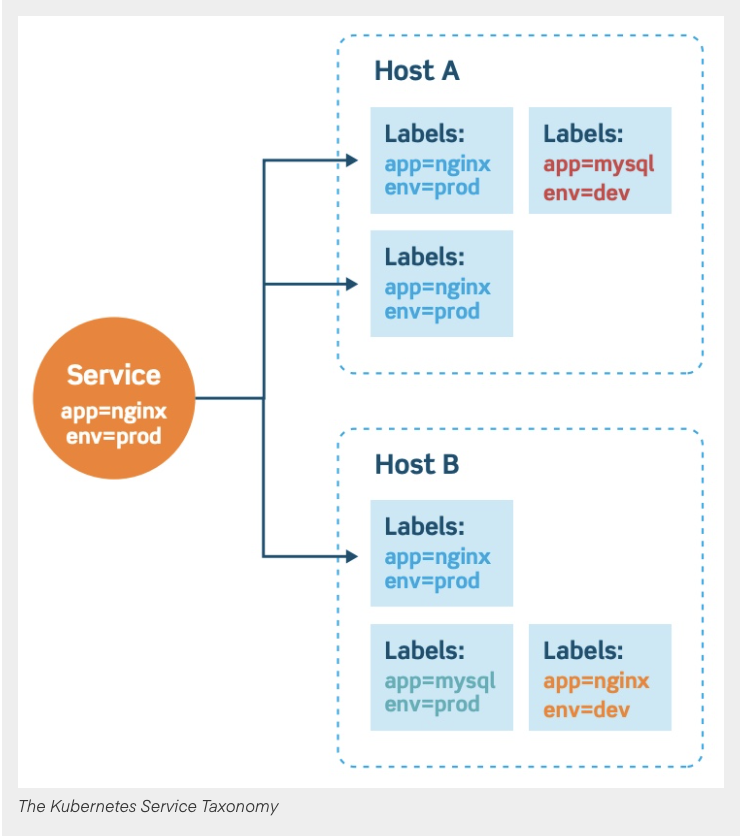 Host A
Labels:
app=nginx
env=prod
Labels:
app=mysql
env=dev
Labels:
app=nginx
env=prod
Service
app=nginx
env=prod
Host B
Labels:
app=nginx
env=prod
Labels:
app=mysql
env=prod
Labels:
app=nginx
env=dev
The Kubernetes Service Taxonomy